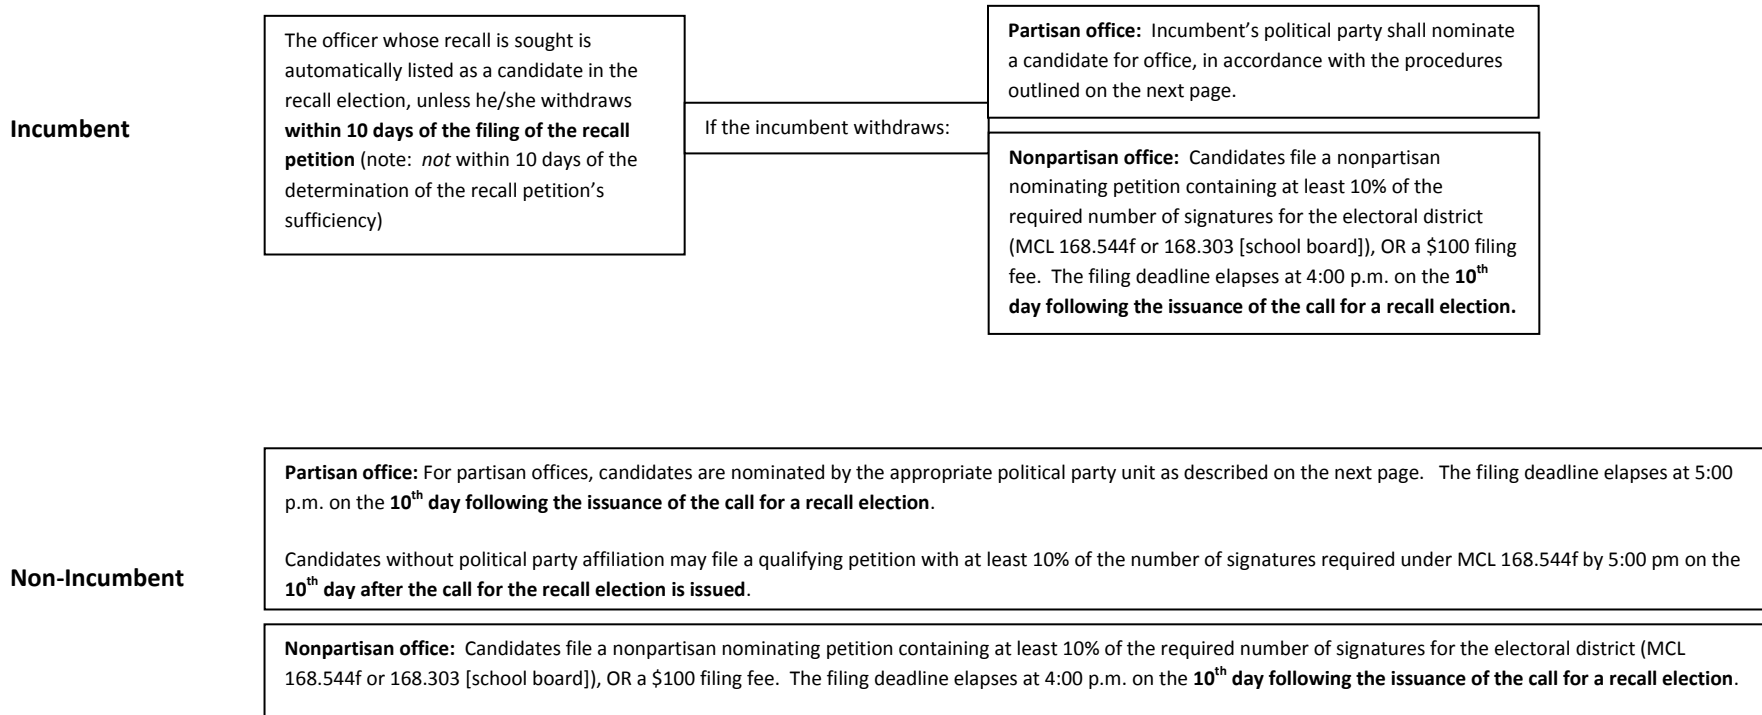 Incumbent
The officer whose recall is sought is
automatically listed as a candidate in the
recall election, unless he/she withdraws
within 10 days of the filing of the recall
petition (note: not within 10 days of the
determination of the recall petition's
sufficiency)
If the incumbent withdraws:
Partisan office: Incumbent's political party shall nominate
a candidate for office, in accordance with the procedures
outlined on the next page.
Nonpartisan office: Candidates file a nonpartisan
nominating petition containing at least 10% of the
required number of signatures for the electoral district
(MCL 168.544f or 168.303 [school board]), OR a $100 filing
fee. The filing deadline elapses at 4:00 p.m. on the 10th
day following the issuance of the call for a recall election.
Non-Incumbent
Partisan office: For partisan offices, candidates are nominated by the appropriate political party unit as described on the next page. The filing deadline elapses at 5:00
p.m. on the 10th day following the issuance of the call for a recall election.
Candidates without political party affiliation may file a qualifying petition with at least 10% of the number of signatures required under MCL 168.544f by 5:00 pm on the
10th day after the call for the recall election is issued.
Nonpartisan office: Candidates file a nonpartisan nominating petition containing at least 10% of the required number of signatures for the electoral district (MCL
168.544f or 168.303 [school board]), OR a $100 filing fee. The filing deadline elapses at 4:00 p.m. on the 10th day following the issuance of the call for a recall election.